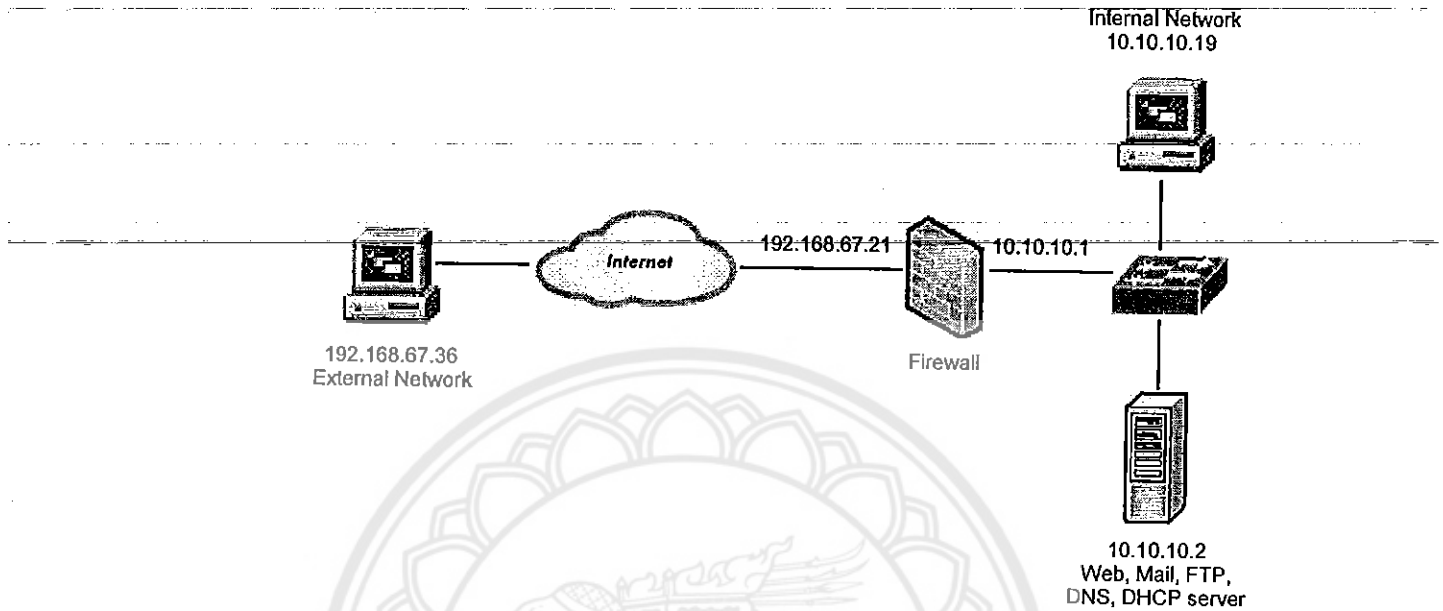 Internal Network
10.10.10.19
192.168.67.21
10.10.10.1
Internet
192.168.67.36
External Network
Firewall
10.10.10.2
Web, Mail, FTP,
DNS, DHCP server